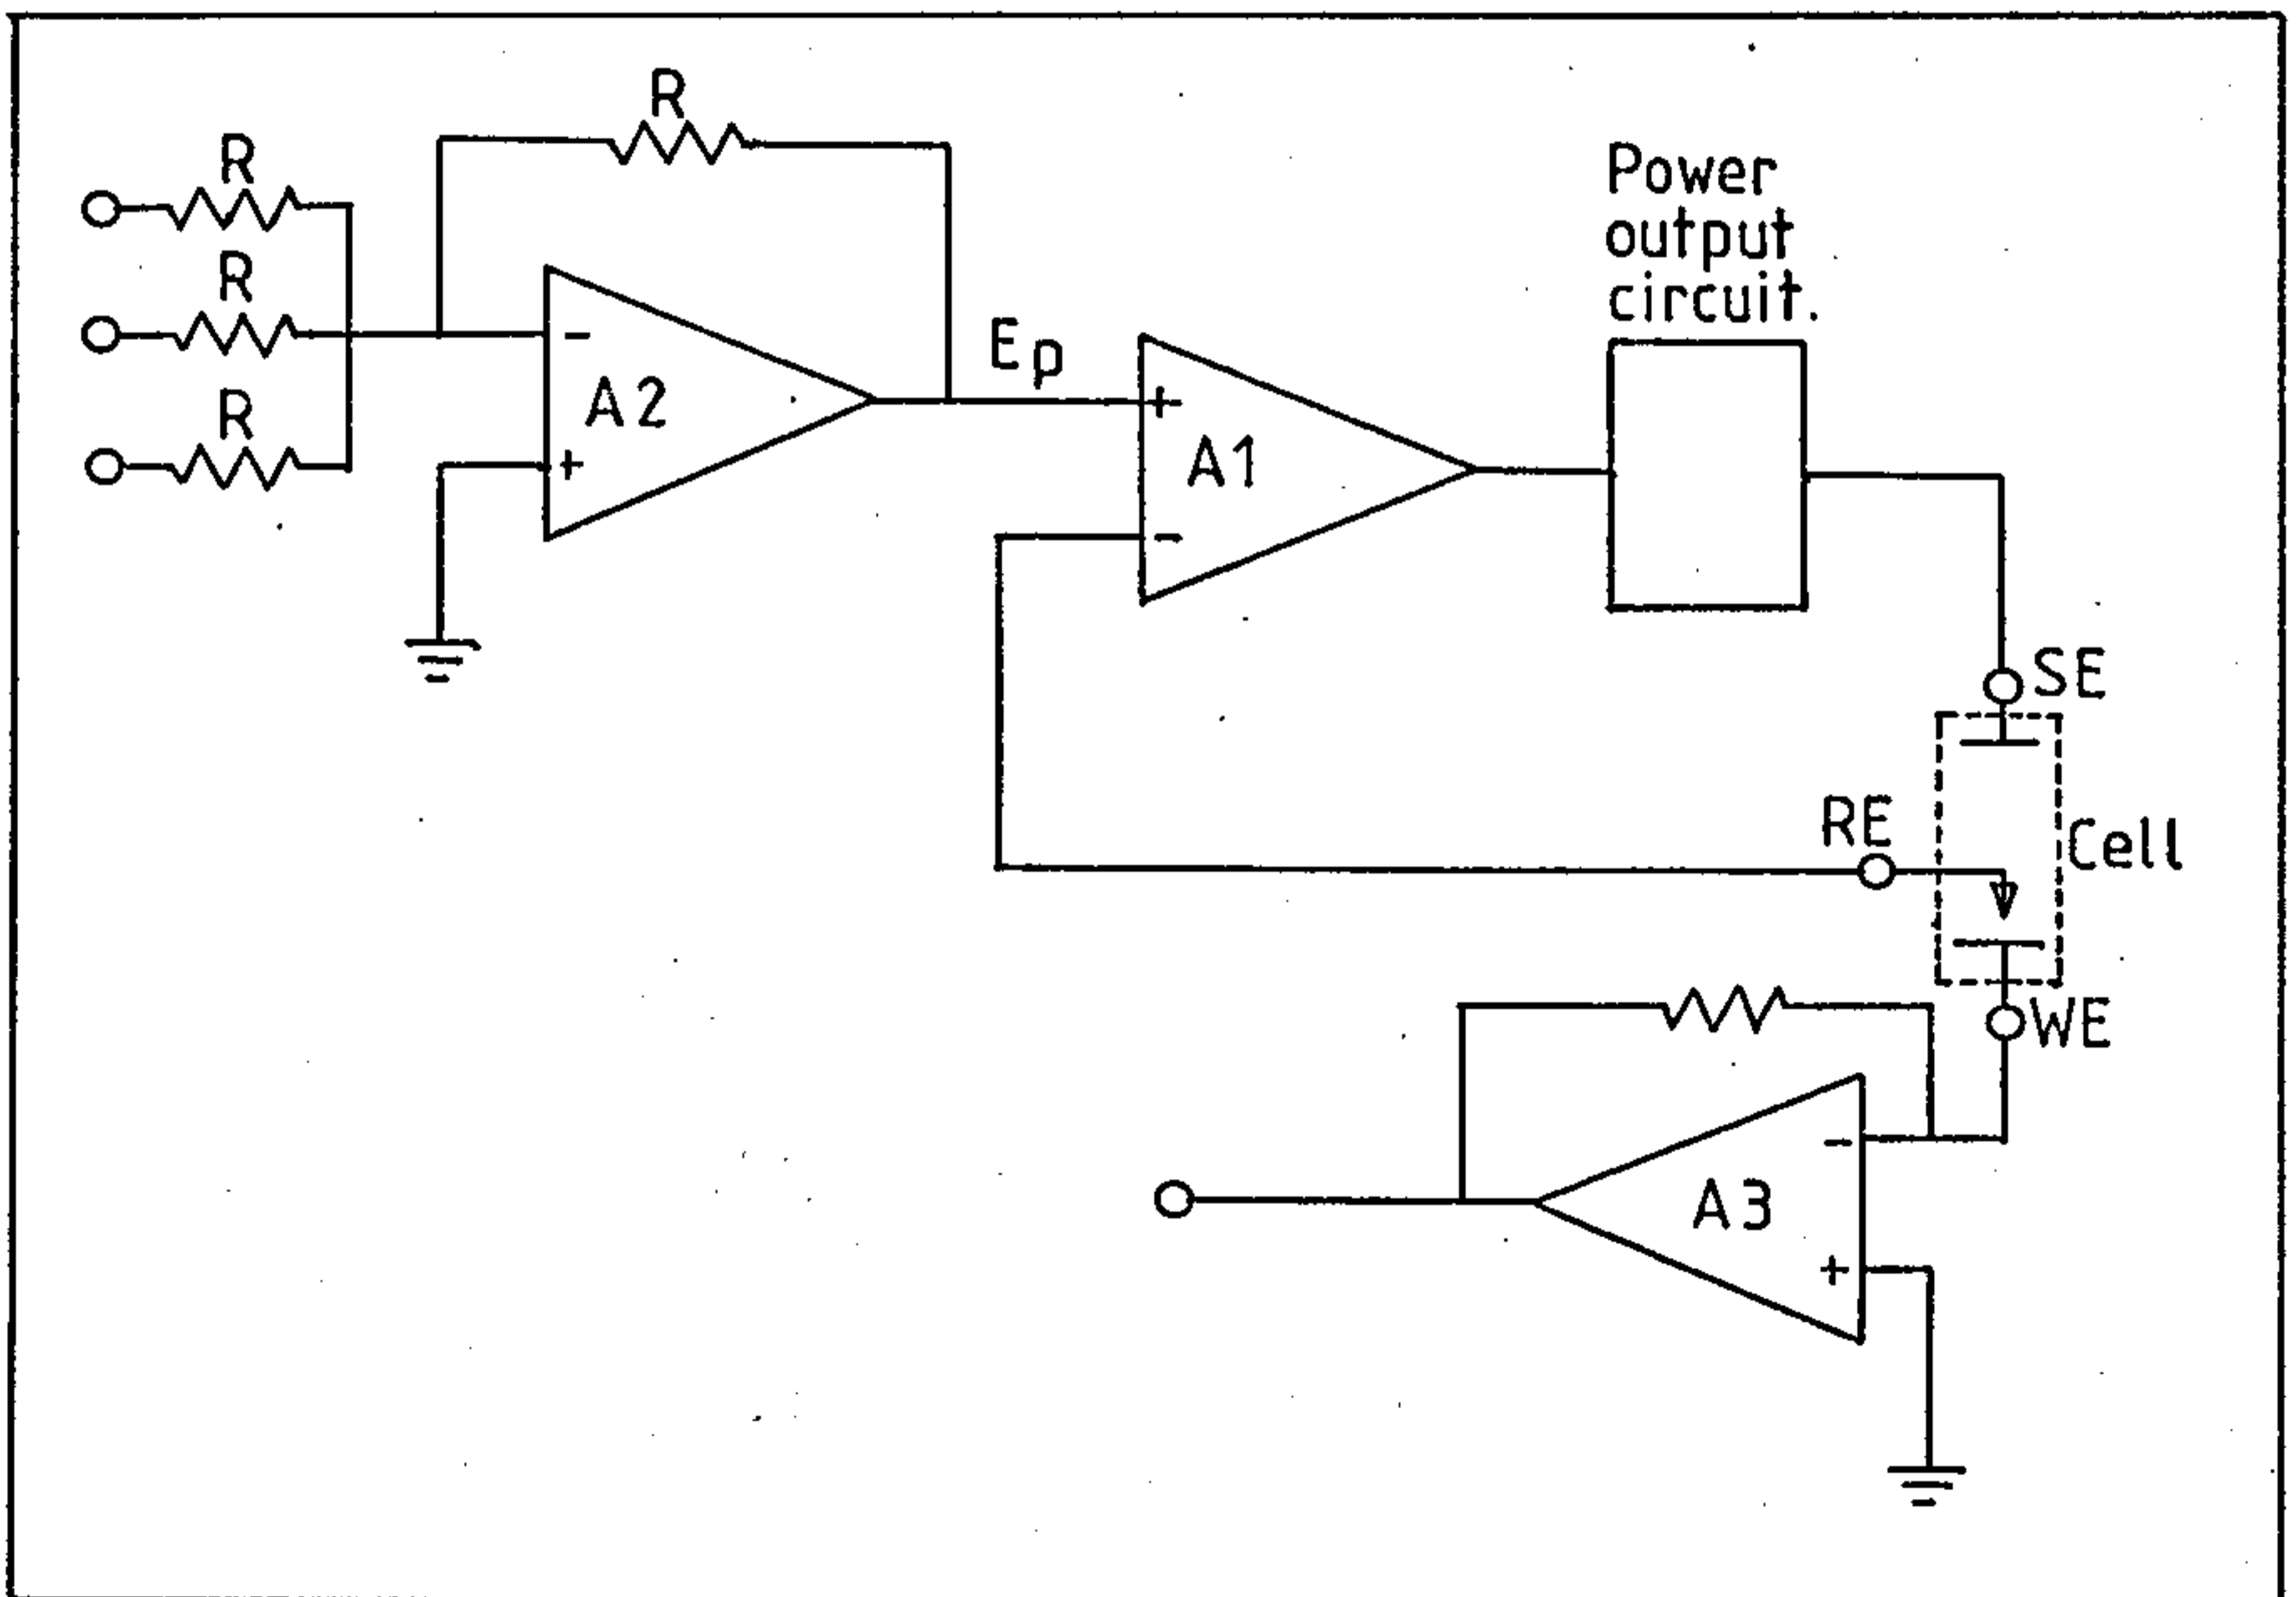 R
R
R
R
-
A2
+
Ep
+
A1
-
Power
output
circuit.
SE
RE
Cell
WE
-
A3
+